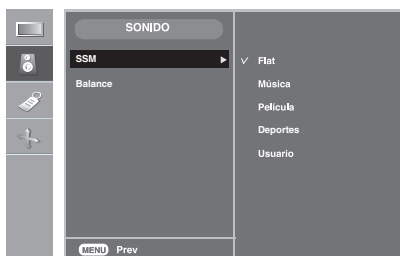 SONIDO
SSM
Balance
Flat
Música
Película
Deportes
Usuario
MENU Prev